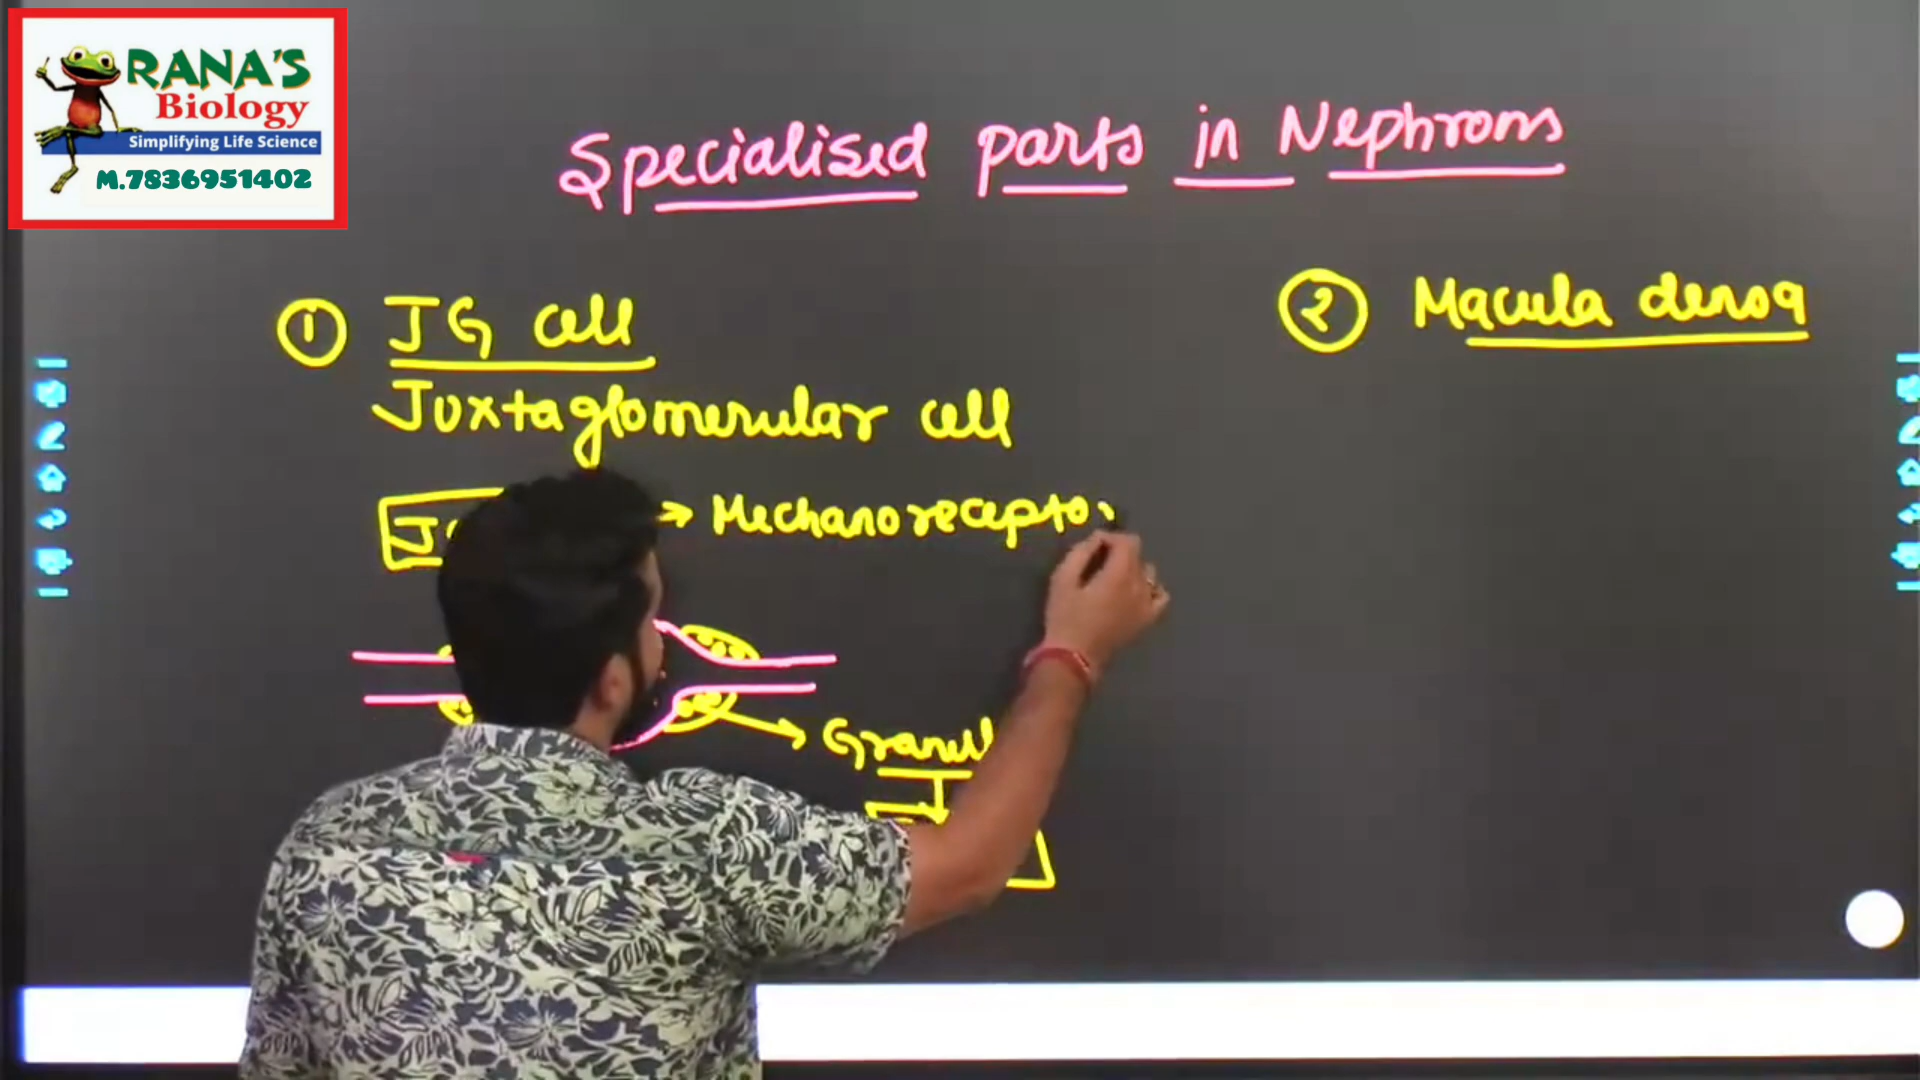 RANA'S
Biology
Simplifying Life Science
M.7836951402
Specialised parts in Nephrons
① JG cell
Juxtaglomerular cell
② Macula densa
→ Mechanoreceptor